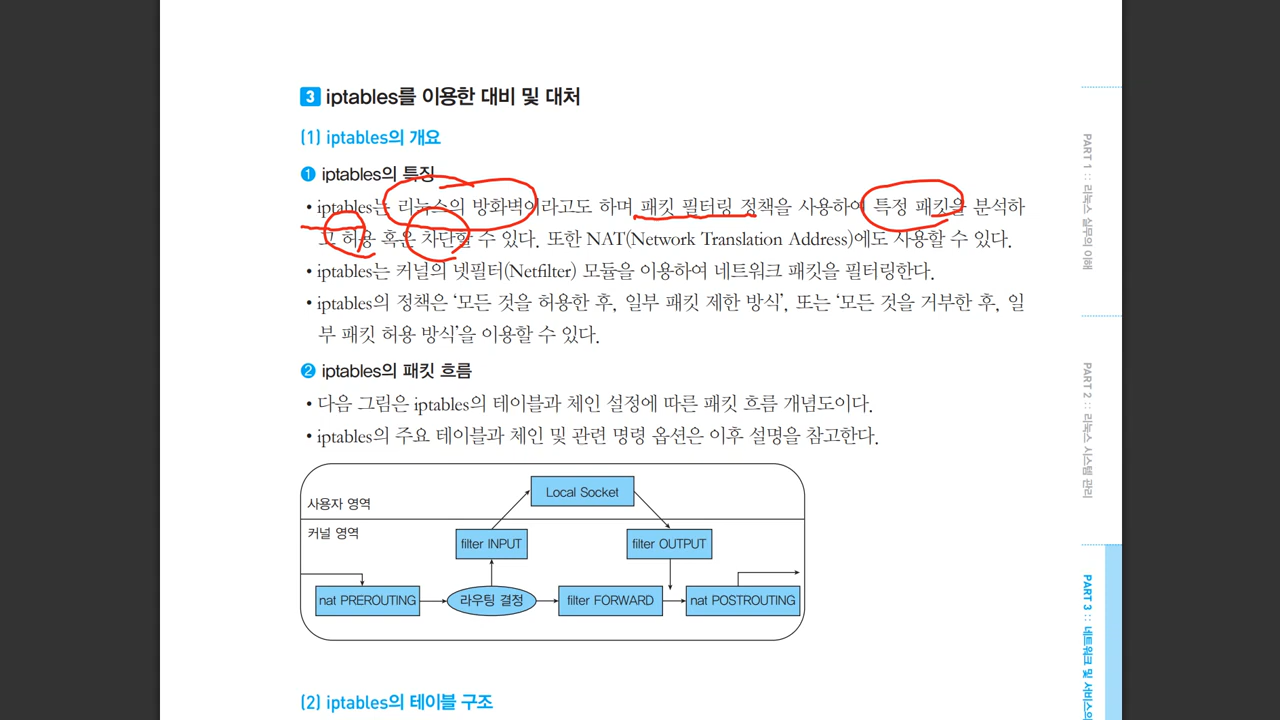 3 iptables를 이용한 대비 및 대처
(1) iptables의 개요
1 iptables의 특징
• iptables는 리눅스의 방화벽이라고도 하며 패킷 필터링 정책을 사용하여 특정 패킷을 분석하
고 허용 혹은 차단할 수 있다. 또한 NAT(Network Translation Address)에도 사용할 수 있다.
• iptables는 커널의 넷필터(Netfilter) 모듈을 이용하여 네트워크 패킷을 필터링한다.
• iptables의 정책은 ‘모든 것을 허용한 후, 일부 패킷 제한 방식’, 또는 ‘모든 것을 거부한 후, 일
부 패킷 허용 방식’을 이용할 수 있다.
2 iptables의 패킷 흐름
• 다음 그림은 iptables의 테이블과 체인 설정에 따른 패킷 흐름 개념도이다.
• iptables의 주요 테이블과 체인 및 관련 명령 옵션은 이후 설명을 참고한다.
Local Socket
사용자 영역
커널 영역
filter INPUT
filter OUTPUT
nat PREROUTING
라우팅 결정
filter FORWARD
nat POSTROUTING
(2) iptables의 테이블 구조
PART 1 :: 리눅스 실무의 이해
PART 2 :: 리눅스 시스템 관리
PART 3 :: 네트워크 및 서비스의